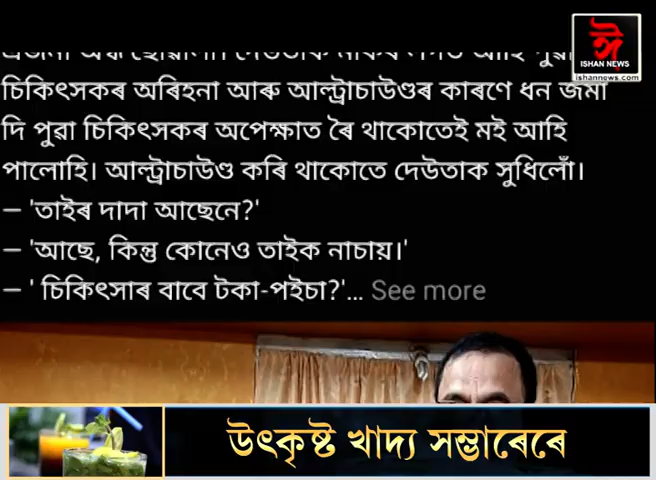 চিকিৎসকৰ অৰিহনা আৰু আল্ট্ৰাচাউণ্ডৰ কাৰণে ধন জমা
দি পুৱা চিকিৎসকৰ অপেক্ষাত ৰৈ থাকোতেই মই আহি
পালোহি। আল্ট্ৰাচাউণ্ড কৰি থাকোতে দেউতাক সুধিলোঁ।
– 'তাইৰ দাদা আছেনে?'
– 'আছে, কিন্তু কোনেও তাইক নাচায়।'
– ' চিকিৎসাৰ বাবে টকা-পইচা?'... See more
ঈ
ISHAN NEWS
ishannews.com
উৎকৃষ্ট খাদ্য সম্ভাৰেৰে